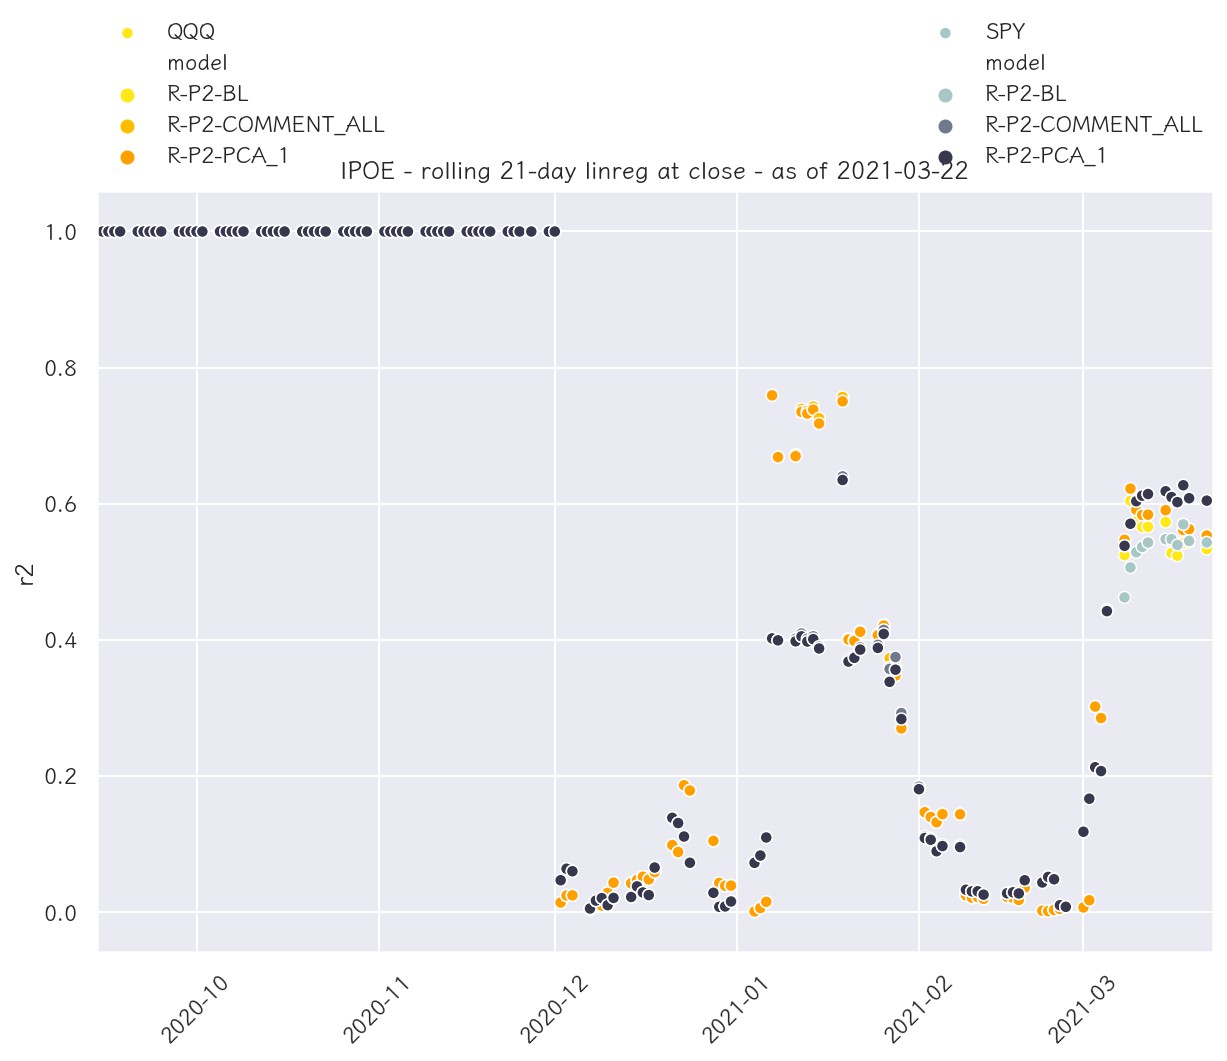 QQQ
model
R-P2-BL
R-P2-COMMENT_ALL
R-P2-PCA_1
SPY
model
R-P2-BL
R-P2-COMMENT_ALL
R-P2-PCA_1
IPOE - rolling 21-day linreg at close - as of 2021-03-22
1.0
0.8
0.6
0.4
0.2
0.0
r2
2020-10
2020-11
2020-12
2021-01
2021-02
2021-03